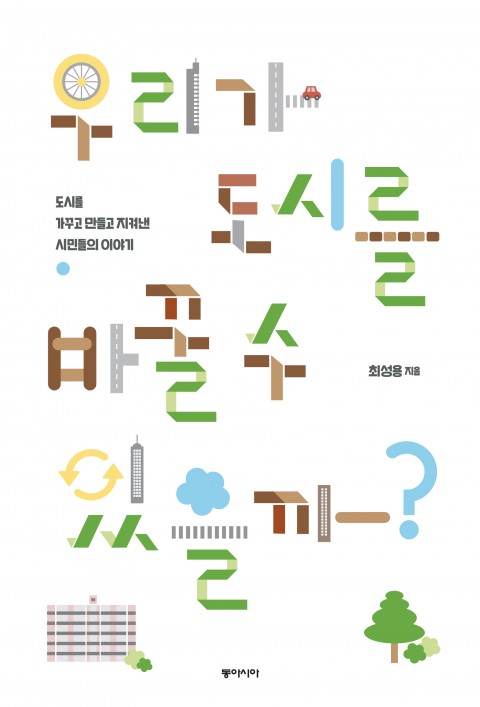 우리가
도시를
도시를
가꾸고 만들고 지켜낸
시민들의 이야기
바꿀 수
최성용 지음
있을까?
동아시아